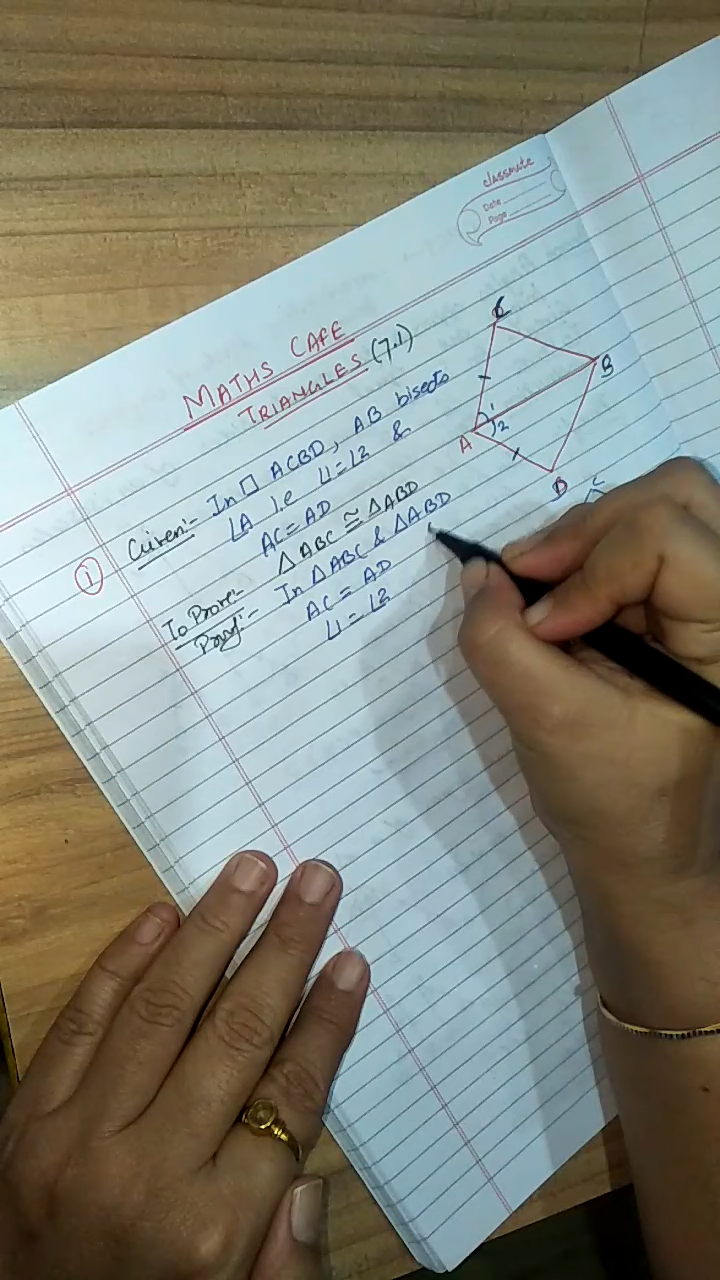 classmate
Date
Page
MATHS CAFE
TRIANGLES (7.1)
① Given:- In □ ACBD, AB bisects
∠A i.e ∠1=∠2 &
AC=AD
To Prove:- △ ABC ≅ △ABD
Proof:- In △ABC & △ABD
AC = AD
∠1 = ∠2
C
B
A
1
2
D
C